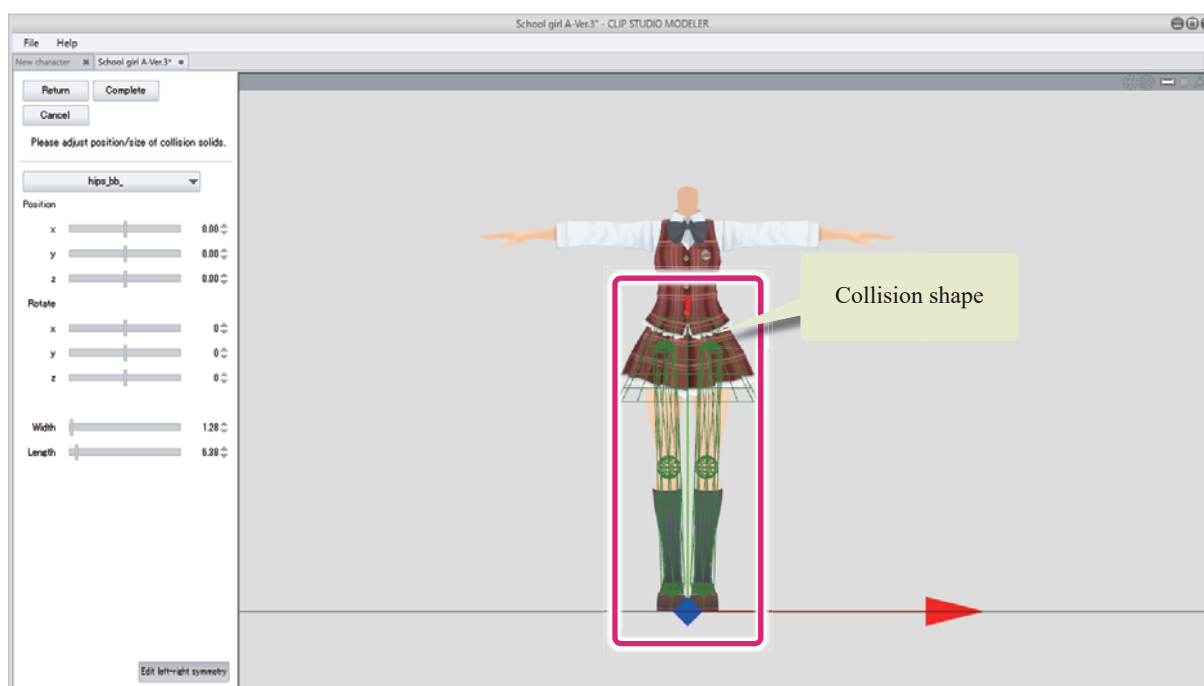 School girl A-Ver.3* - CLIP STUDIO MODELER
File Help
New character School girl A-Ver.3*
Return Complete
Cancel
Please adjust position/size of collision solids.
hips_bb_
Position
x 0.00
y 0.00
z 0.00
Rotate
x 0
y 0
z 0
Width 1.28
Length 6.38
Collision shape
Edit left-right symmetry